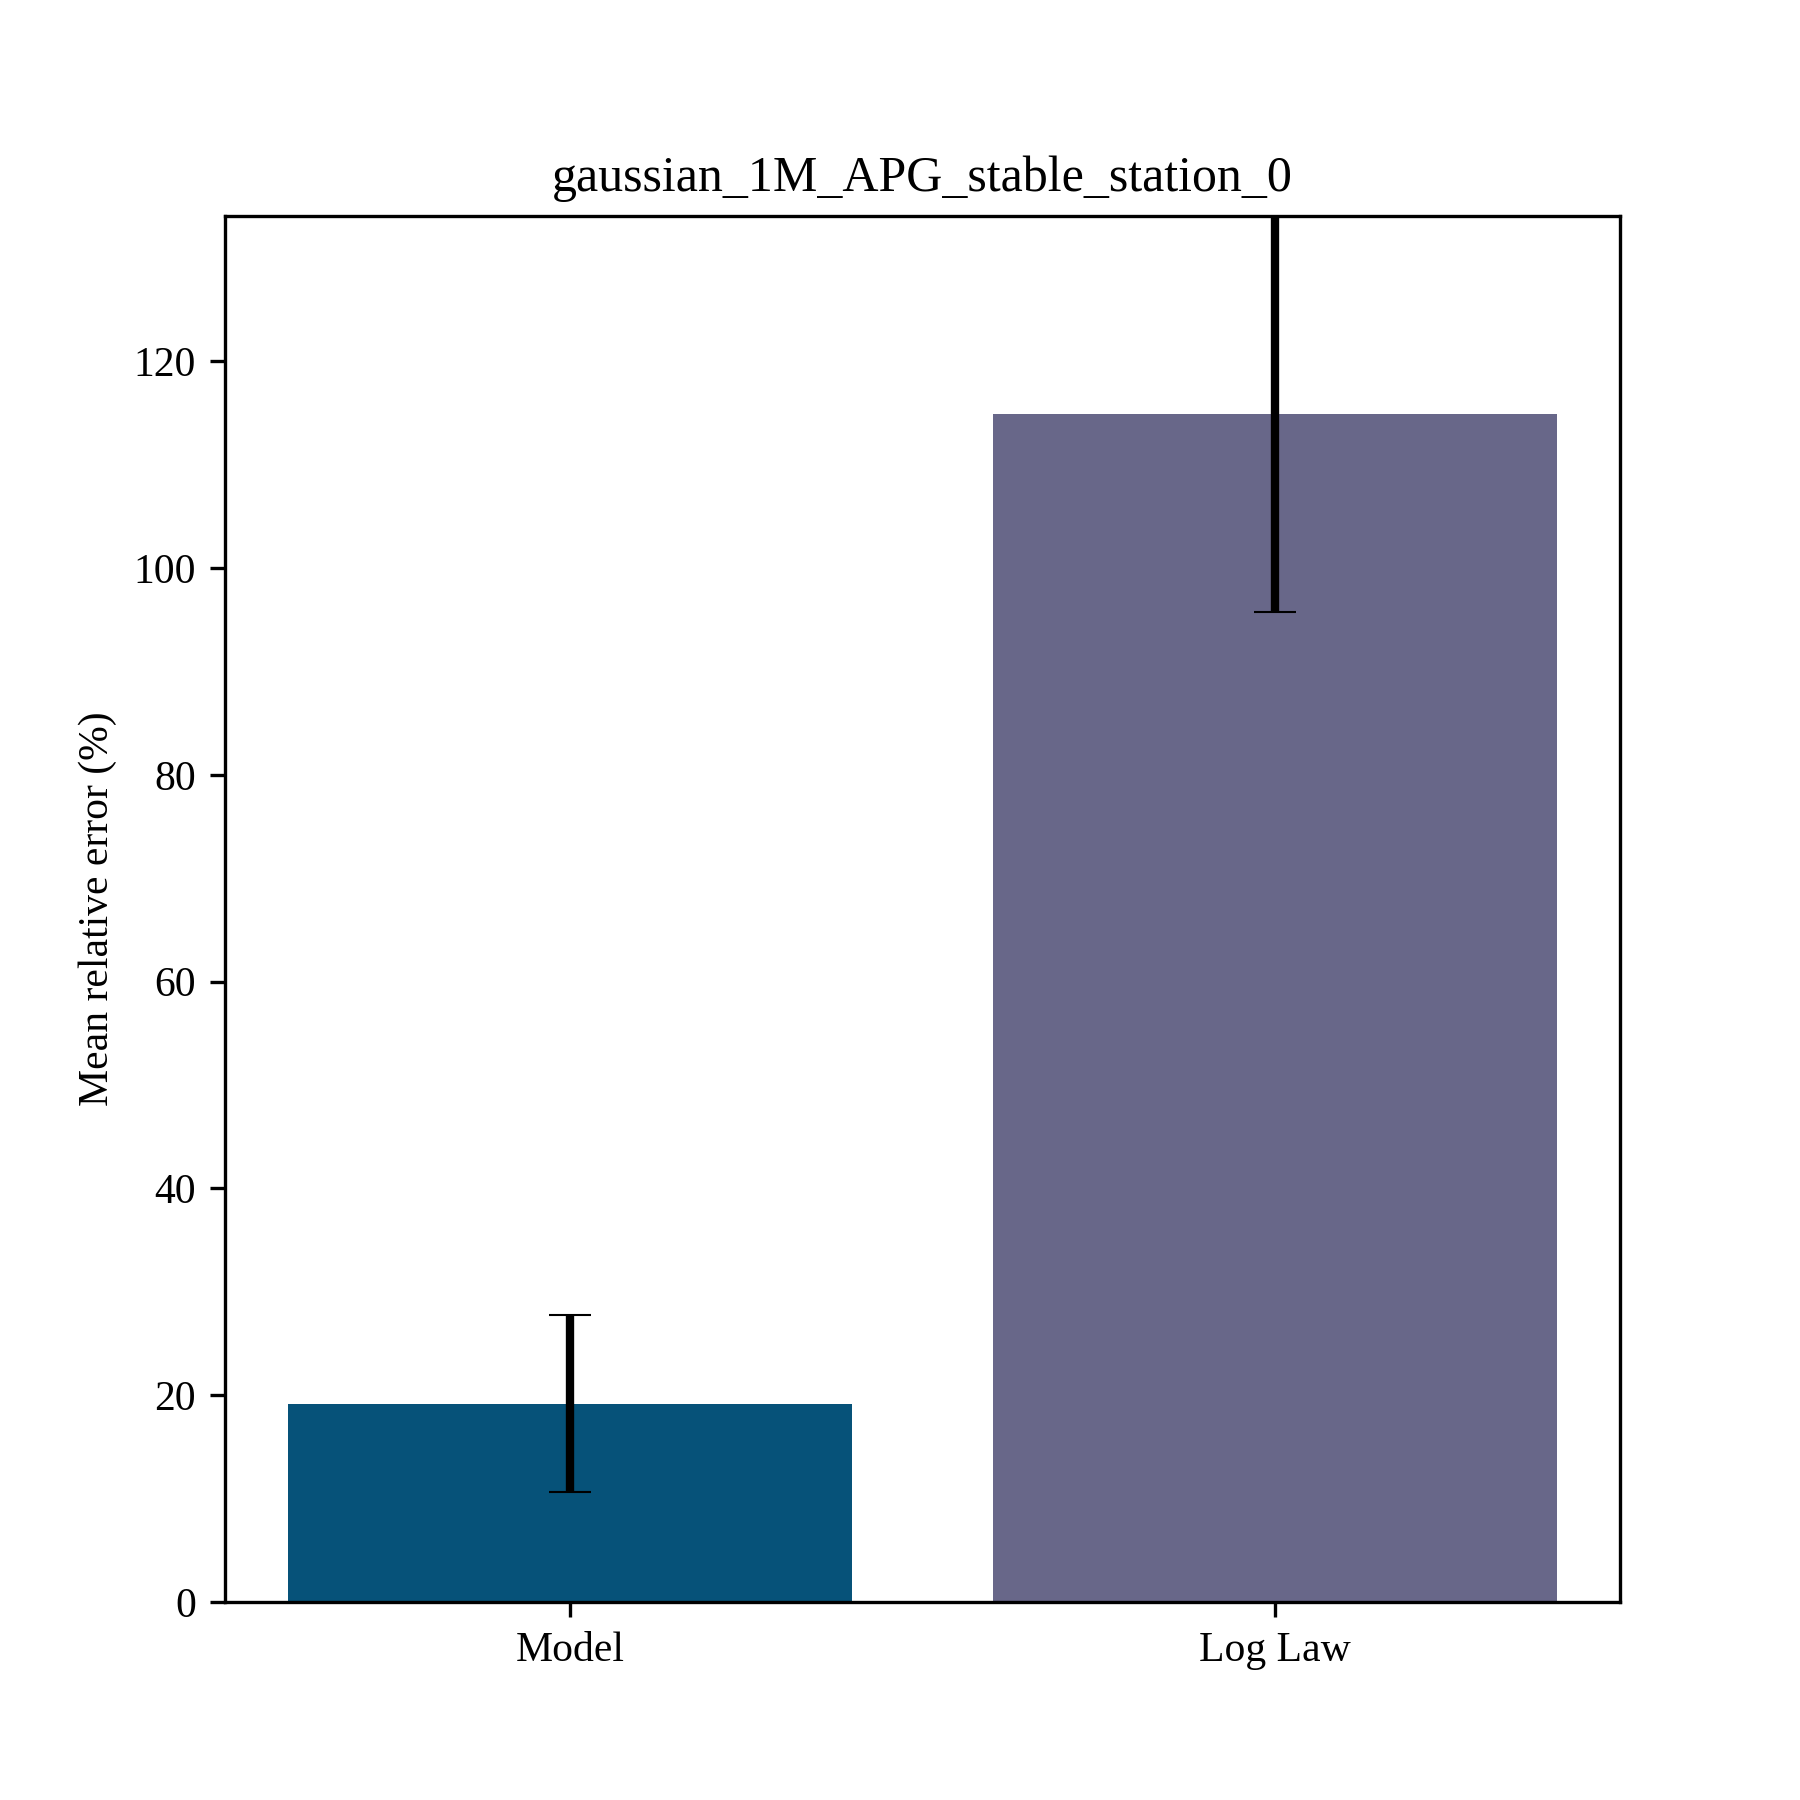 gaussian_1M_APG_stable_station_0
Mean relative error (%)
120
100
80
60
40
20
0
Model
Log Law